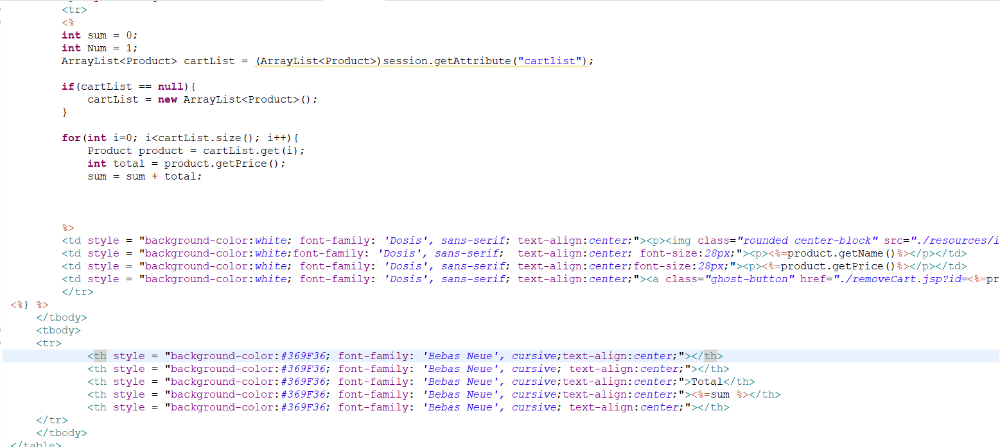 <tr>
<%
int sum = 0;
int Num = 1;
ArrayList<Product> cartList = (ArrayList<Product>)session.getAttribute("cartlist");
if(cartList == null){
cartList = new ArrayList<Product>();
}
for(int i=0; i<cartList.size(); i++){
Product product = cartList.get(i);
int total = product.getPrice();
sum = sum + total;
%>
<td style = "background-color:white; font-family: 'Dosis', sans-serif; text-align:center;"><p><img class="rounded center-block" src="./resources/i
<td style = "background-color:white;font-family: 'Dosis', sans-serif;  text-align:center; font-size:28px;"><p><%=product.getName()%></p></td>
<td style = "background-color:white; font-family: 'Dosis', sans-serif; text-align:center;font-size:28px;"><p><%=product.getPrice()%></p></td>
<td style = "background-color:white; font-family: 'Dosis', sans-serif; text-align:center;"><a class="ghost-button" href="./removeCart.jsp?id=<%=pr
</tr>
<%} %>
</tbody>
<tbody>
<tr>
<th style = "background-color:#369F36; font-family: 'Bebas Neue', cursive;text-align:center;"></th>
<th style = "background-color:#369F36; font-family: 'Bebas Neue', cursive; text-align:center;"></th>
<th style = "background-color:#369F36; font-family: 'Bebas Neue', cursive;text-align:center;">Total</th>
<th style = "background-color:#369F36; font-family: 'Bebas Neue', cursive;text-align:center;"><%=sum %></th>
<th style = "background-color:#369F36; font-family: 'Bebas Neue', cursive; text-align:center;"></th>
</tr>
</tbody>
</table>